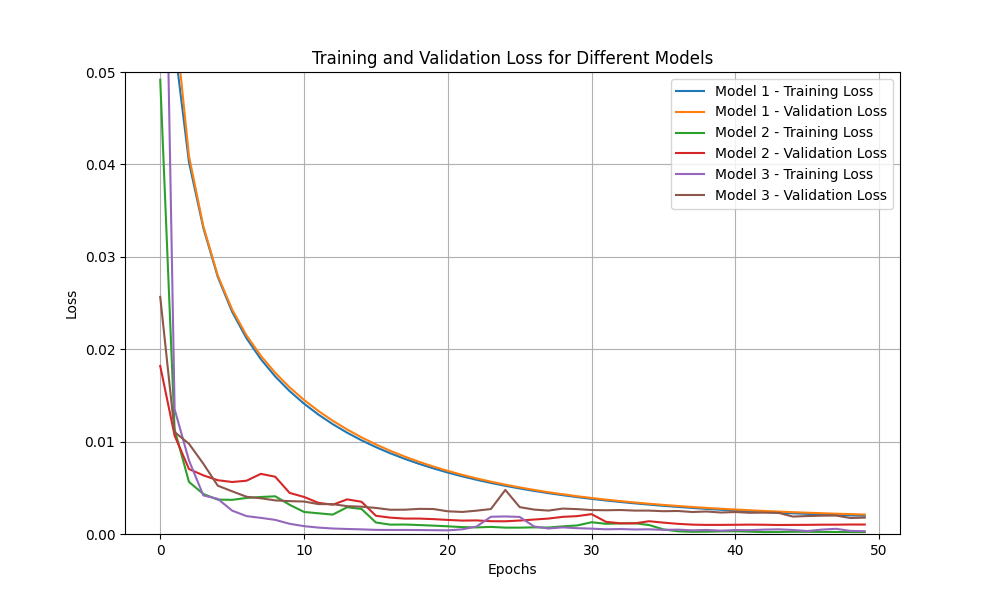 Training and Validation Loss for Different Models
0.05
0.04
0.03
0.02
0.01
0.00
Loss
Model 1 - Training Loss
Model 1 - Validation Loss
Model 2 - Training Loss
Model 2 - Validation Loss
Model 3 - Training Loss
Model 3 - Validation Loss
0 10 20 30 40 50
Epochs